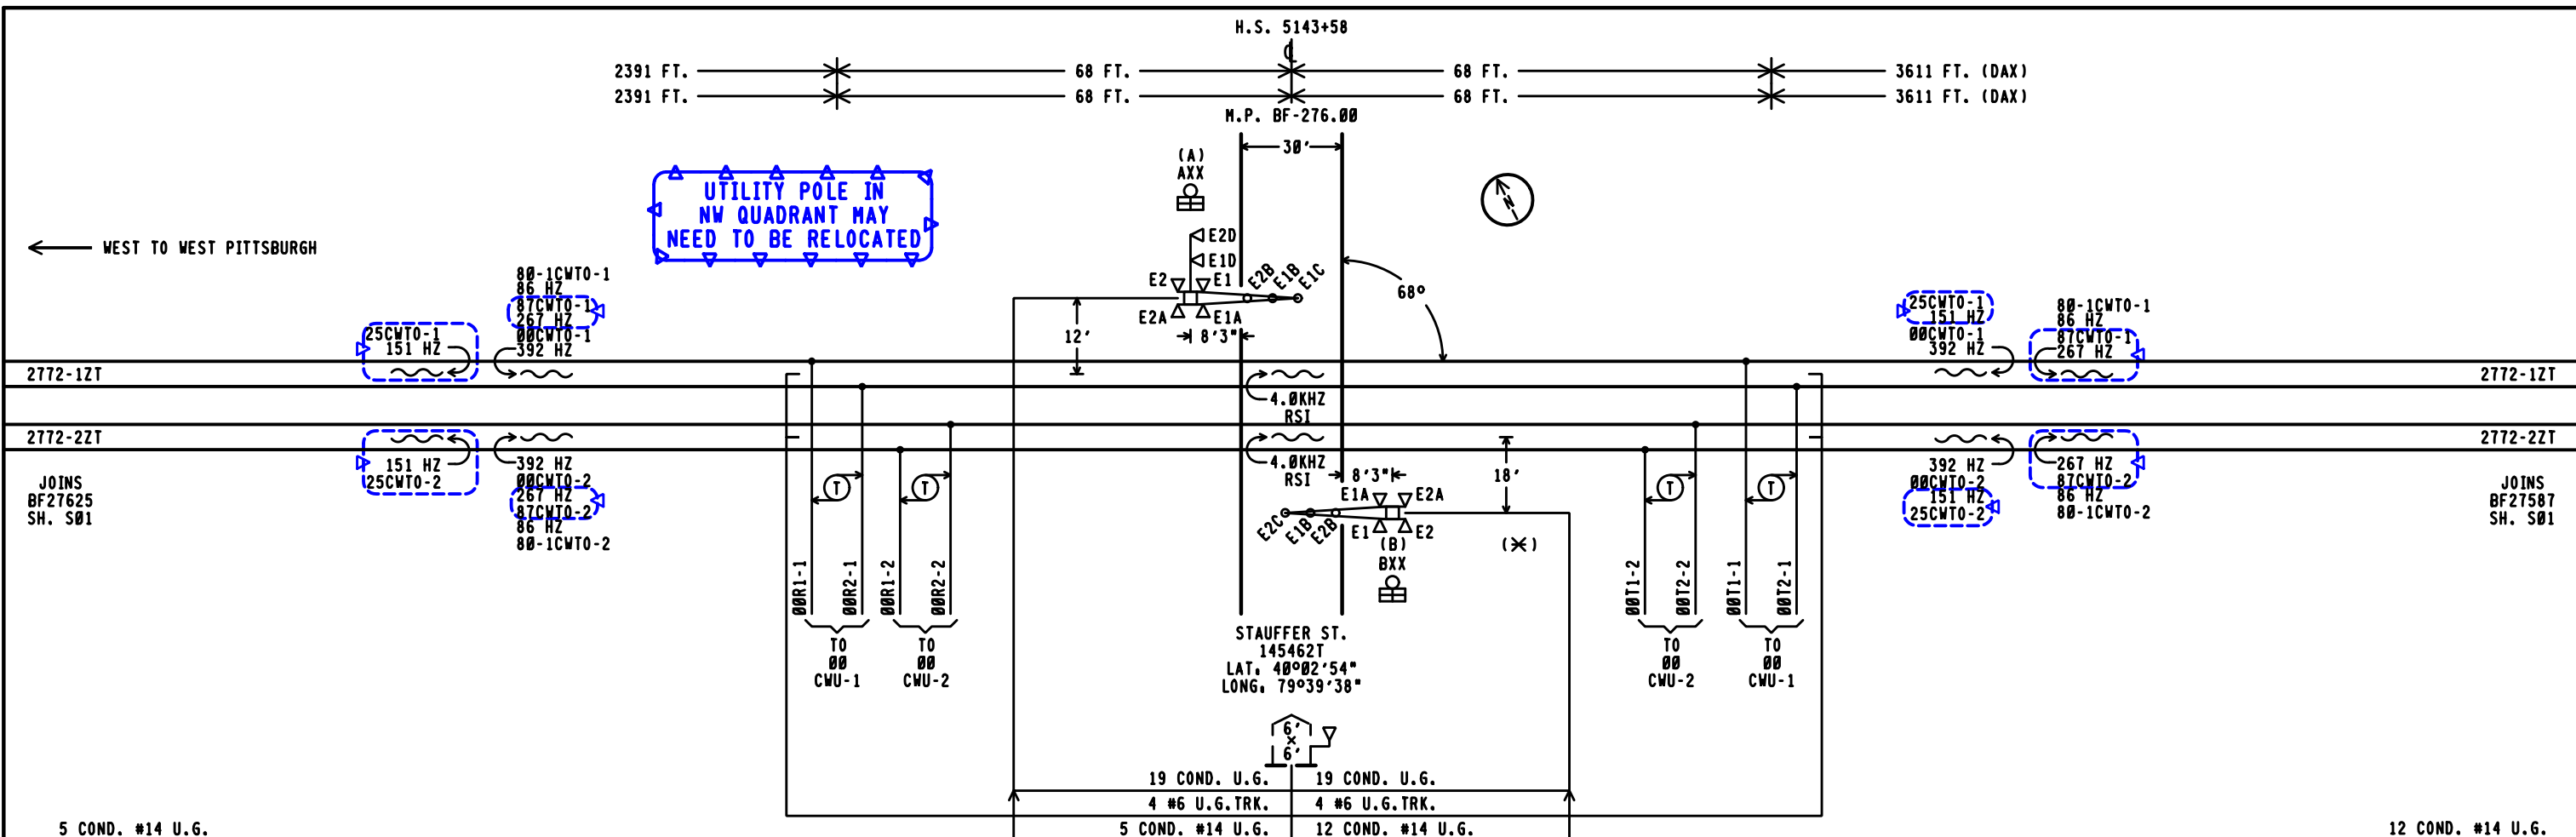 H.S. 5143+58
℄
2391 FT. 68 FT. 68 FT. 3611 FT. (DAX)
2391 FT. 68 FT. 68 FT. 3611 FT. (DAX)
M.P. BF-276.00
30'
(A)
AXX
UTILITY POLE IN
NW QUADRANT MAY
NEED TO BE RELOCATED
N
WEST TO WEST PITTSBURGH
E2D
E1D
E2 E1 E2B E1B E1C
E2A E1A
12'
8'3"
68°
80-1CWTO-1
86 HZ
87CWTO-1
267 HZ
00CWTO-1
392 HZ
25CWTO-1
151 HZ
25CWTO-1
151 HZ
00CWTO-1
392 HZ
80-1CWTO-1
86 HZ
87CWTO-1
267 HZ
2772-1ZT
2772-1ZT
4.0KHZ
RSI
2772-2ZT
2772-2ZT
4.0KHZ
RSI
151 HZ
25CWTO-2
392 HZ
00CWTO-2
267 HZ
87CWTO-2
86 HZ
80-1CWTO-2
392 HZ
00CWTO-2
151 HZ
25CWTO-2
267 HZ
87CWTO-2
86 HZ
80-1CWTO-2
JOINS
BF27625
SH. S01
JOINS
BF27587
SH. S01
8'3"
18'
E1A E2A
E2C E1B E2B
E1 E2
(B)
BXX
(X)
T T T T
00R1-1 00R2-1 00R1-2 00R2-2
00T1-2 00T2-2 00T1-1 00T2-1
TO
00
CWU-1
TO
00
CWU-2
TO
00
CWU-2
TO
00
CWU-1
STAUFFER ST.
145462T
LAT. 40°02'54"
LONG. 79°39'38"
6'
X
6'
19 COND. U.G. 19 COND. U.G.
4 #6 U.G.TRK. 4 #6 U.G.TRK.
5 COND. #14 U.G. 5 COND. #14 U.G. 12 COND. #14 U.G. 12 COND. #14 U.G.